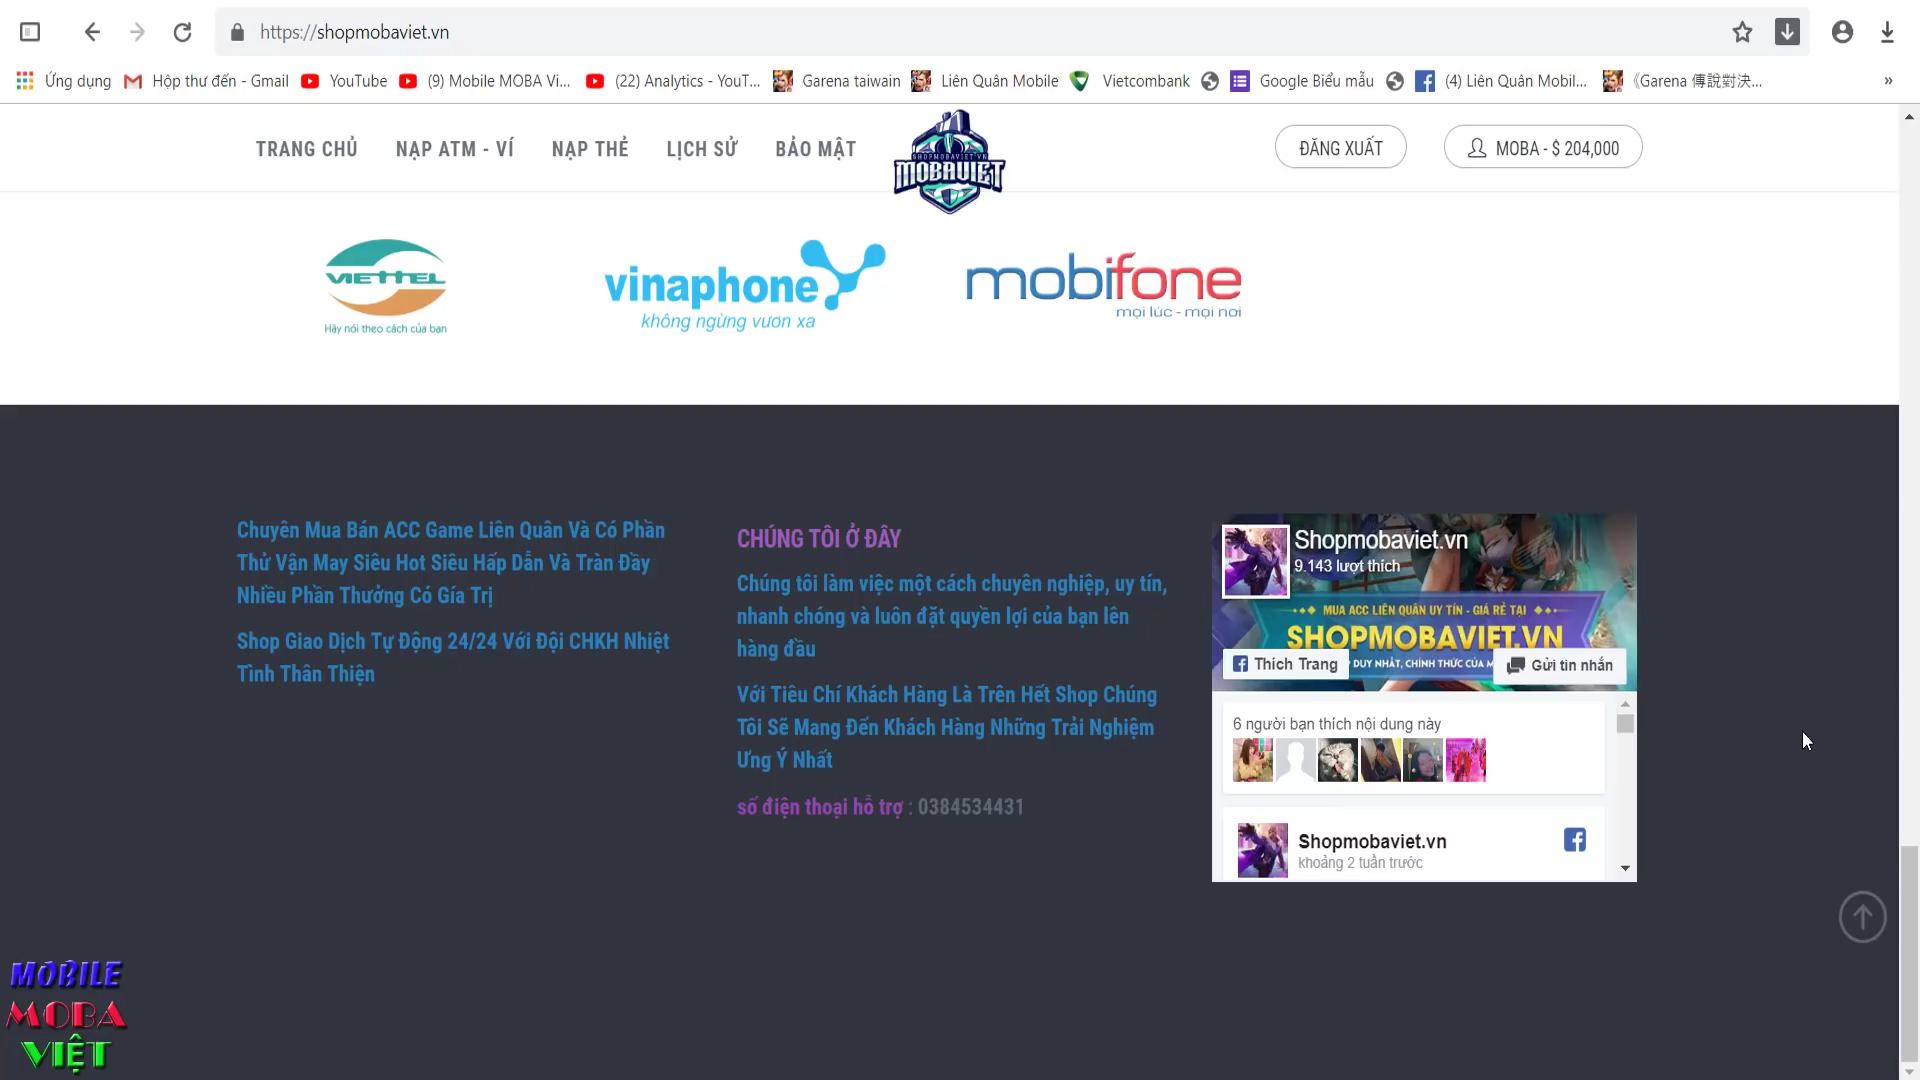 https://shopmobaviet.vn
Ứng dụng
Hộp thư đến - Gmail
YouTube
(9) Mobile MOBA Vi...
(22) Analytics - YouT...
Garena taiwain
Liên Quân Mobile
Vietcombank
Google Biểu mẫu
(4) Liên Quân Mobil...
《Garena 傳說對決...
»
TRANG CHỦ
NẠP ATM - VÍ
NẠP THẺ
LỊCH SỬ
BẢO MẬT
SHOPMOBAVIET.VN
MOBAVIET
ĐĂNG XUẤT
MOBA - $ 204,000
VIETTEL
Hãy nói theo cách của bạn
vinaphone
không ngừng vươn xa
mobifone
mọi lúc - mọi nơi
Chuyên Mua Bán ACC Game Liên Quân Và Có Phần
Thử Vận May Siêu Hot Siêu Hấp Dẫn Và Tràn Đầy
Nhiều Phần Thưởng Có Gía Trị
Shop Giao Dịch Tự Động 24/24 Với Đội CHKH Nhiệt
Tình Thân Thiện
CHÚNG TÔI Ở ĐÂY
Chúng tôi làm việc một cách chuyên nghiệp, uy tín,
nhanh chóng và luôn đặt quyền lợi của bạn lên
hàng đầu
Với Tiêu Chí Khách Hàng Là Trên Hết Shop Chúng
Tôi Sẽ Mang Đến Khách Hàng Những Trải Nghiệm
Ưng Ý Nhất
số điện thoại hỗ trợ : 0384534431
Shopmobaviet.vn
9.143 lượt thích
MUA ACC LIÊN QUÂN UY TÍN - GIÁ RẺ TẠI
SHOPMOBAVIET.VN
DUY NHẤT, CHÍNH THỨC CỦA M
Thích Trang
Gửi tin nhắn
6 người bạn thích nội dung này
Shopmobaviet.vn
khoảng 2 tuần trước
MOBILE
MOBA
VIỆT